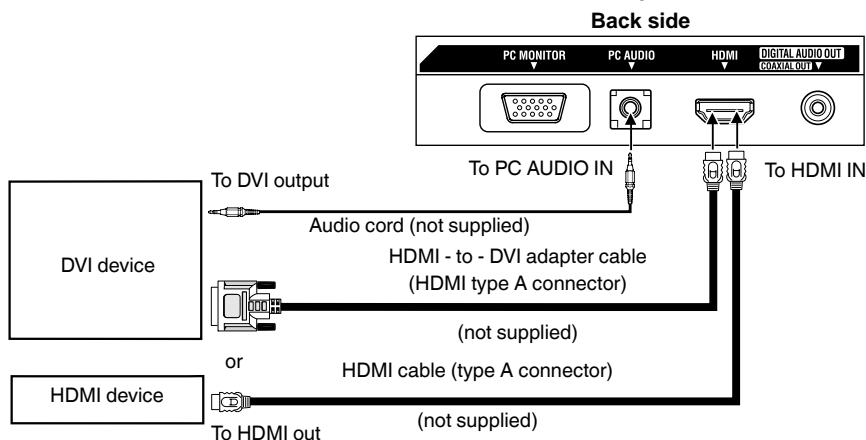 Back side
PC MONITOR PC AUDIO HDMI DIGITAL AUDIO OUT
COAXIAL OUT
To PC AUDIO IN To HDMI IN
To DVI output
Audio cord (not supplied)
DVI device
HDMI - to - DVI adapter cable
(HDMI type A connector)
(not supplied)
or
HDMI cable (type A connector)
HDMI device
(not supplied)
To HDMI out